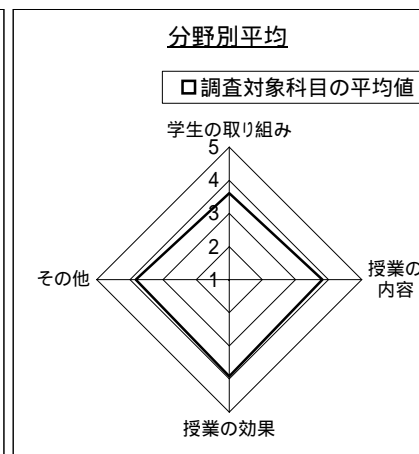 分野別平均
調査対象科目の平均値
学生の取り組み
5
4
3
2
1
その他
授業の
内容
授業の効果